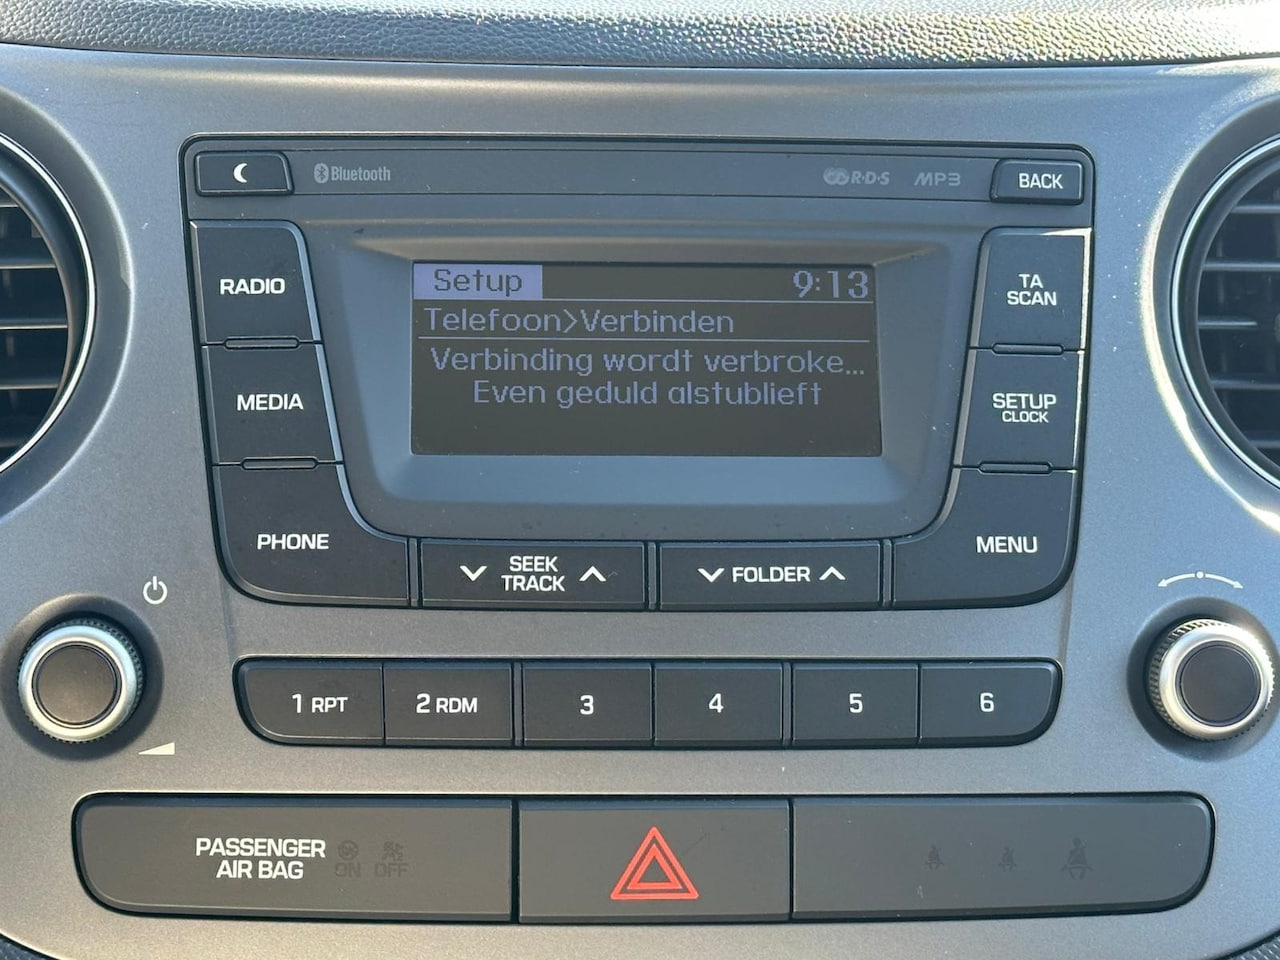 Bluetooth
R·D·S MP3
BACK
RADIO
MEDIA
PHONE
Setup 9:13
Telefoon>Verbinden
Verbinding wordt verbroke...
Even geduld alstublieft
TA
SCAN
SETUP
CLOCK
MENU
SEEK
TRACK
FOLDER
1 RPT
2 RDM
3
4
5
6
PASSENGER
AIR BAG
ON OFF